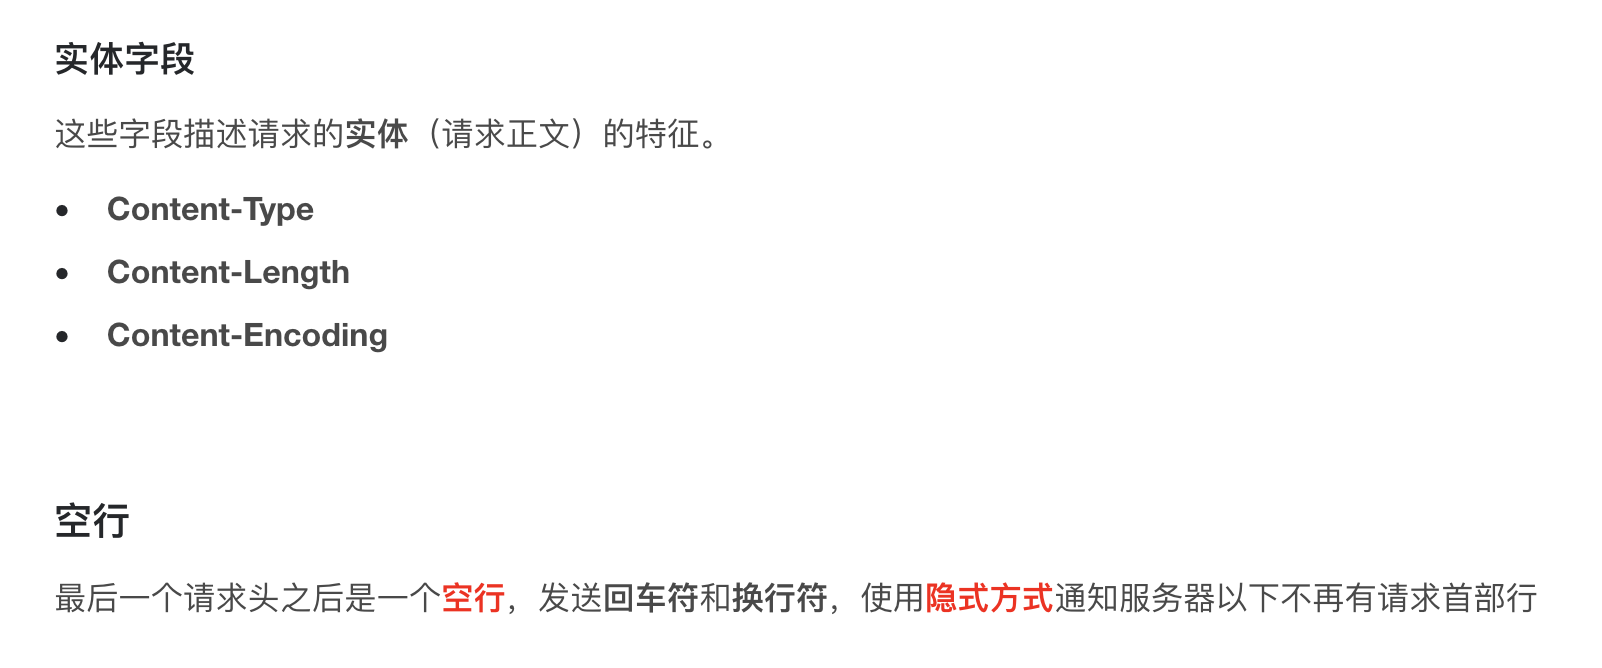 实体字段
这些字段描述请求的实体（请求正文）的特征。
• Content-Type
• Content-Length
• Content-Encoding
空行
最后一个请求头之后是一个空行，发送回车符和换行符，使用隐式方式通知服务器以下不再有请求首部行